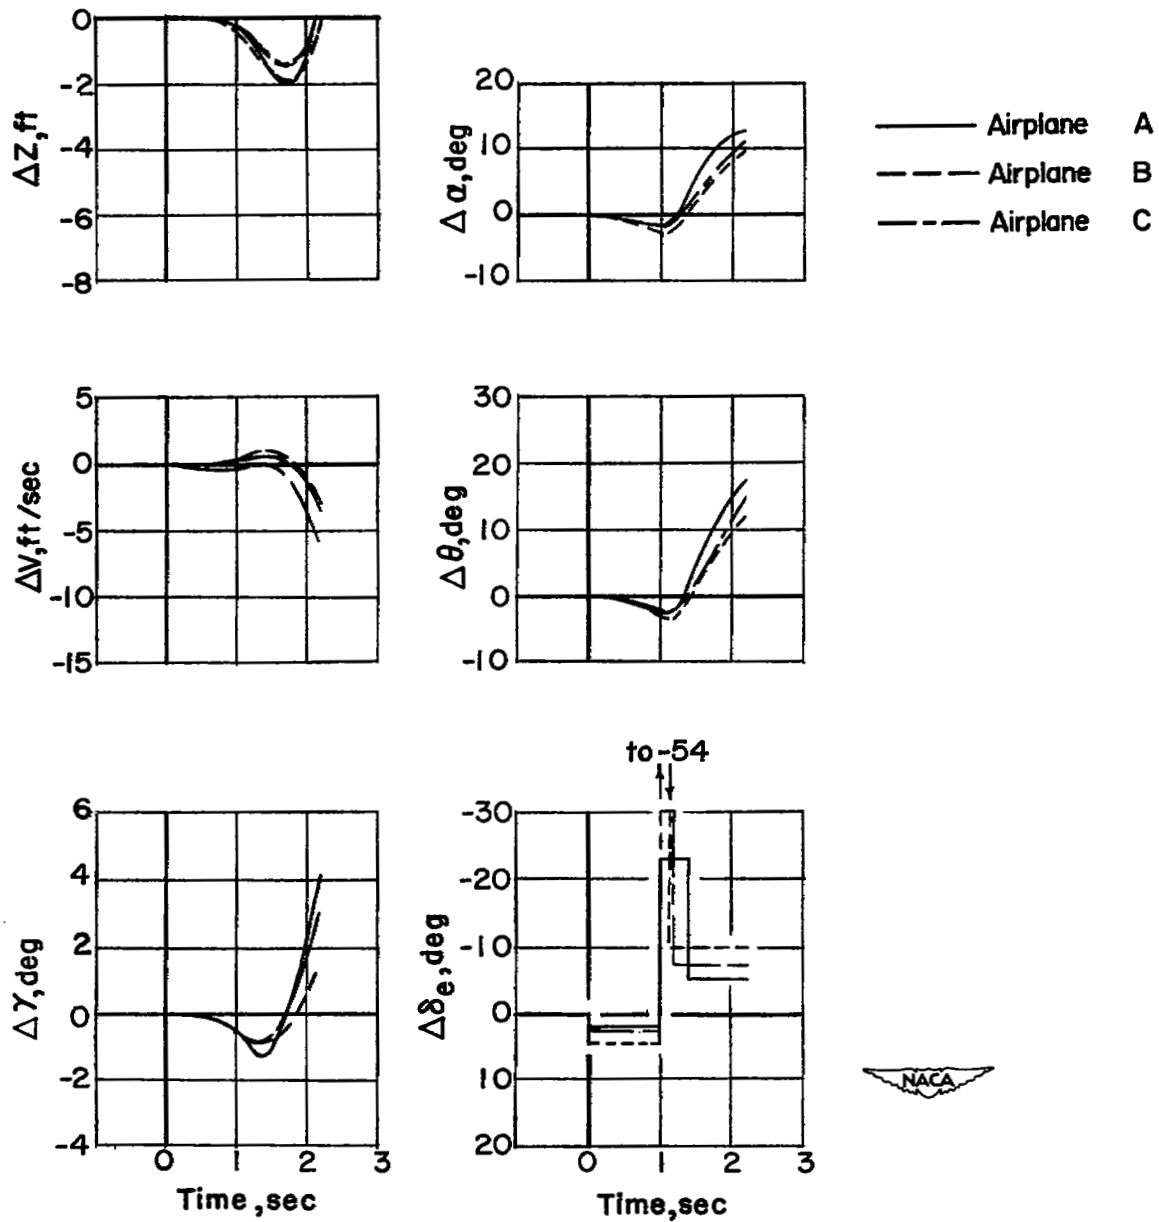 0
-2
-4
-6
-8
ΔZ, ft
20
10
0
-10
Δα, deg
Airplane A
Airplane B
Airplane C
5
0
-5
-10
-15
ΔV, ft/sec
30
20
10
0
-10
Δθ, deg
6
4
2
0
-2
-4
Δγ, deg
0 1 2 3
Time, sec
to -54
-30
-20
-10
0
10
20
Δδe, deg
0 1 2 3
Time, sec
NACA